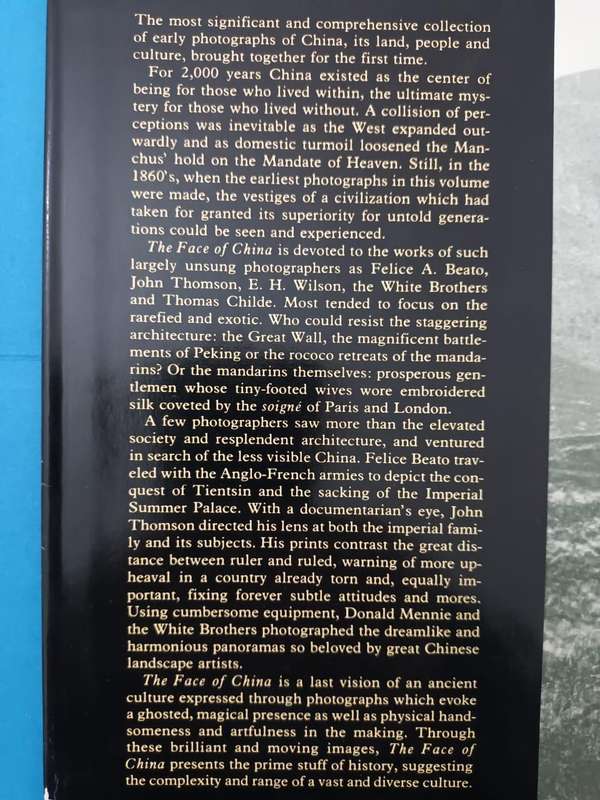 The most significant and comprehensive collection
of early photographs of China, its land, people and
culture, brought together for the first time.
For 2,000 years China existed as the center of
being for those who lived within, the ultimate mys-
tery for those who lived without. A collision of per-
ceptions was inevitable as the West expanded out-
wardly and as domestic turmoil loosened the Man-
chus' hold on the Mandate of Heaven. Still, in the
1860's, when the earliest photographs in this volume
were made, the vestiges of a civilization which had
taken for granted its superiority for untold genera-
tions could be seen and experienced.
The Face of China is devoted to the works of such
largely unsung photographers as Felice A. Beato,
John Thomson, E. H. Wilson, the White Brothers
and Thomas Childe. Most tended to focus on the
rarefied and exotic. Who could resist the staggering
architecture: the Great Wall, the magnificent battle-
ments of Peking or the rococo retreats of the manda-
rins? Or the mandarins themselves: prosperous gen-
tlemen whose tiny-footed wives wore embroidered
silk coveted by the soigné of Paris and London.
A few photographers saw more than the elevated
society and resplendent architecture, and ventured
in search of the less visible China. Felice Beato trav-
eled with the Anglo-French armies to depict the con-
quest of Tientsin and the sacking of the Imperial
Summer Palace. With a documentarian's eye, John
Thomson directed his lens at both the imperial fami-
ly and its subjects. His prints contrast the great dis-
tance between ruler and ruled, warning of more up-
heaval in a country already torn and, equally im-
portant, fixing forever subtle attitudes and mores.
Using cumbersome equipment, Donald Mennie and
the White Brothers photographed the dreamlike and
harmonious panoramas so beloved by great Chinese
landscape artists.
The Face of China is a last vision of an ancient
culture expressed through photographs which evoke
a ghosted, magical presence as well as physical hand-
someness and artfulness in the making. Through
these brilliant and moving images, The Face of
China presents the prime stuff of history, suggesting
the complexity and range of a vast and diverse culture.